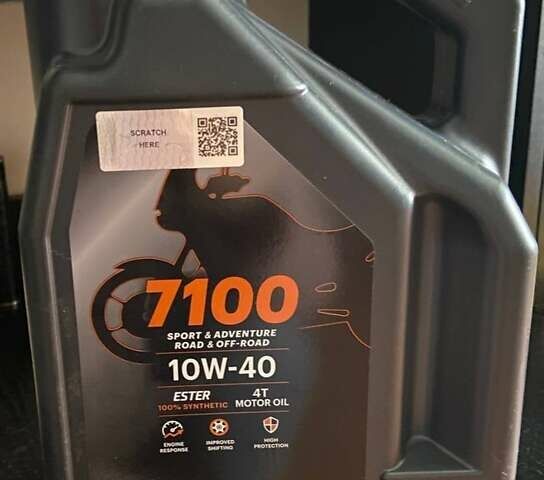 SCRATCH
HERE
7100
SPORT & ADVENTURE
ROAD & OFF-ROAD
10W-40
ESTER
100% SYNTHETIC
4T
MOTOR OIL
ENGINE
RESPONSE
IMPROVED
SHIFTING
HIGH
PROTECTION